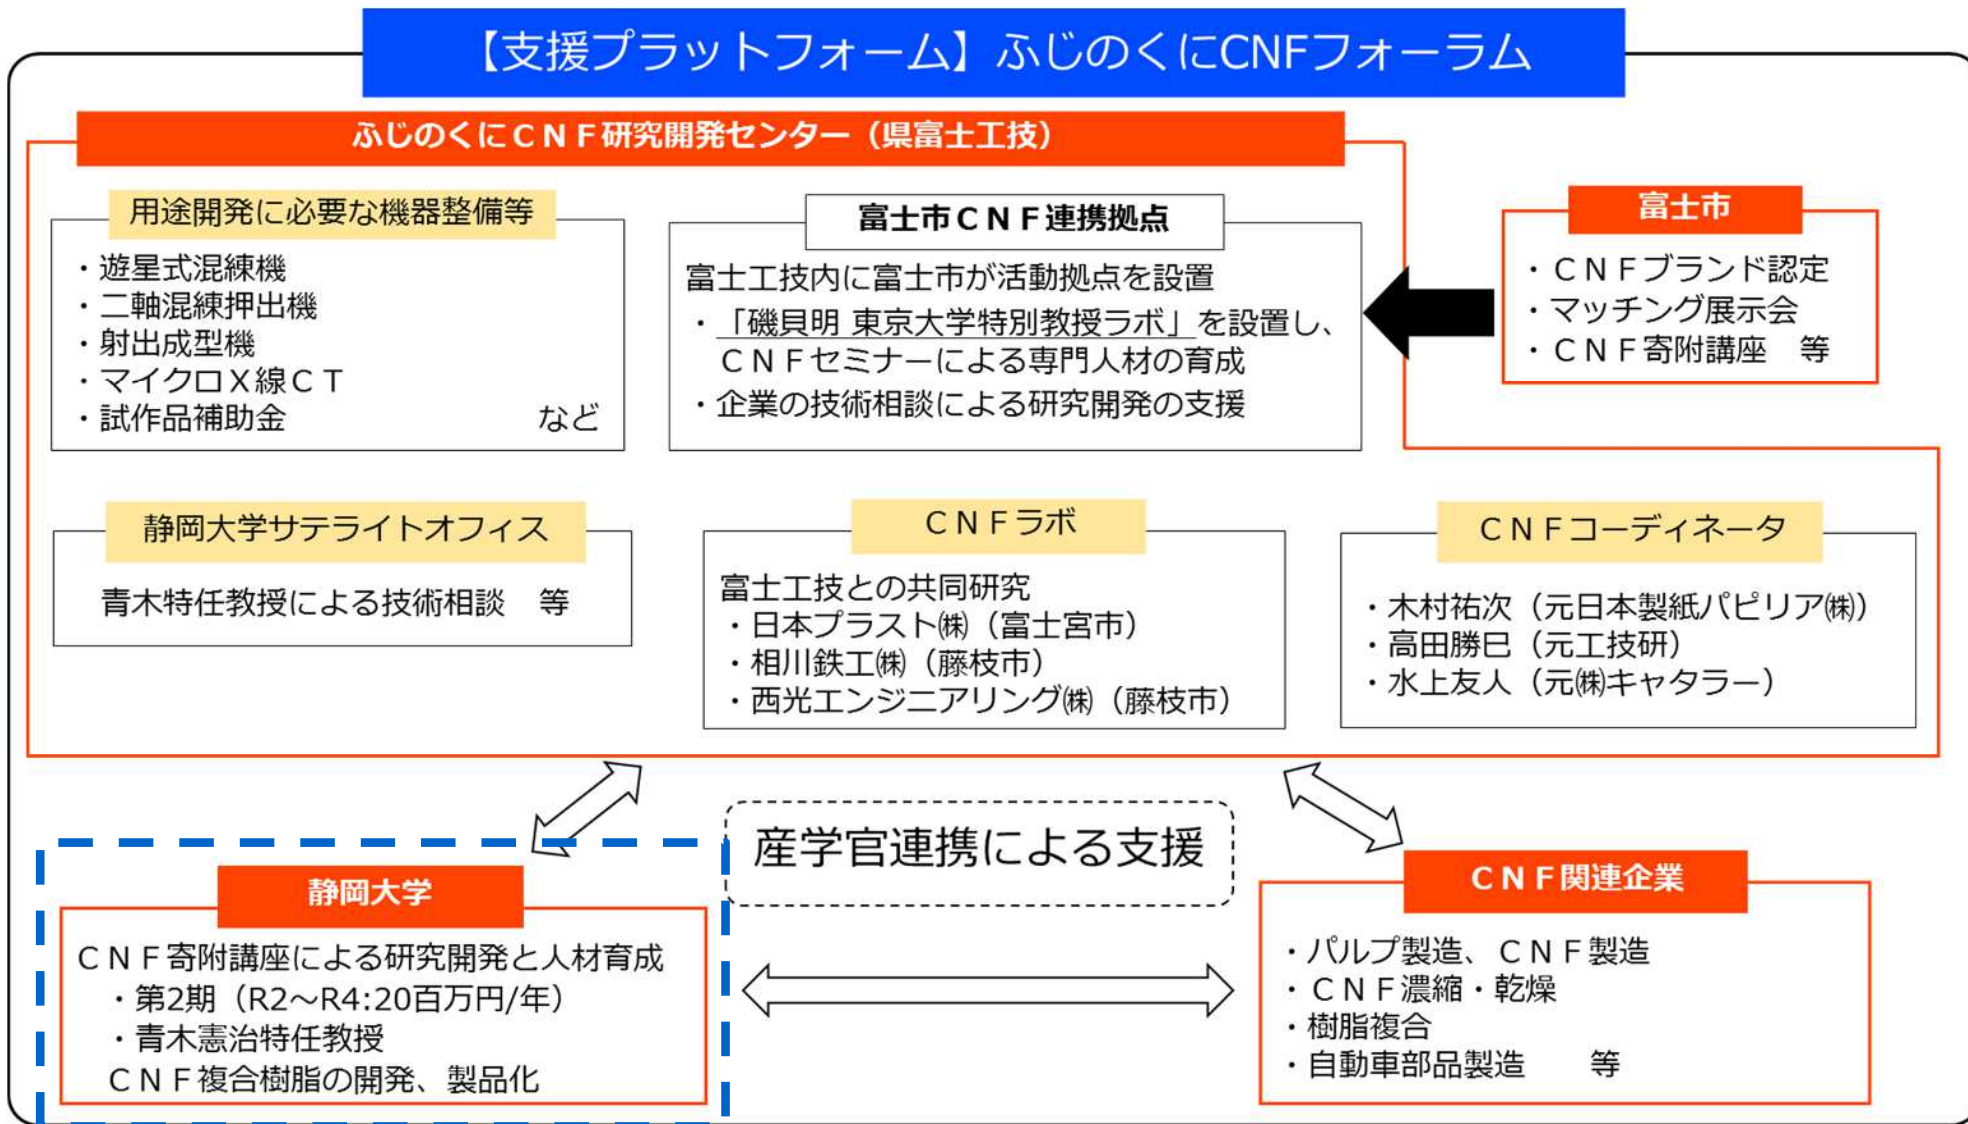 【支援プラットフォーム】ふじのくにCNFフォーラム
ふじのくにＣＮＦ研究開発センター（県富士工技）
用途開発に必要な機器整備等
・遊星式混練機
・二軸混練押出機
・射出成型機
・マイクロＸ線ＣＴ
・試作品補助金　など
富士市ＣＮＦ連携拠点
富士工技内に富士市が活動拠点を設置
・「磯貝明 東京大学特別教授ラボ」を設置し、
ＣＮＦセミナーによる専門人材の育成
・企業の技術相談による研究開発の支援
富士市
・ＣＮＦブランド認定
・マッチング展示会
・ＣＮＦ寄附講座　等
静岡大学サテライトオフィス
青木特任教授による技術相談　等
ＣＮＦラボ
富士工技との共同研究
・日本プラスト㈱（富士宮市）
・相川鉄工㈱（藤枝市）
・西光エンジニアリング㈱（藤枝市）
ＣＮＦコーディネータ
・木村祐次（元日本製紙パピリア㈱）
・高田勝巳（元工技研）
・水上友人（元㈱キャタラー）
産学官連携による支援
静岡大学
ＣＮＦ寄附講座による研究開発と人材育成
・第2期（R2～R4:20百万円/年）
・青木憲治特任教授
ＣＮＦ複合樹脂の開発、製品化
ＣＮＦ関連企業
・パルプ製造、ＣＮＦ製造
・ＣＮＦ濃縮・乾燥
・樹脂複合
・自動車部品製造　等